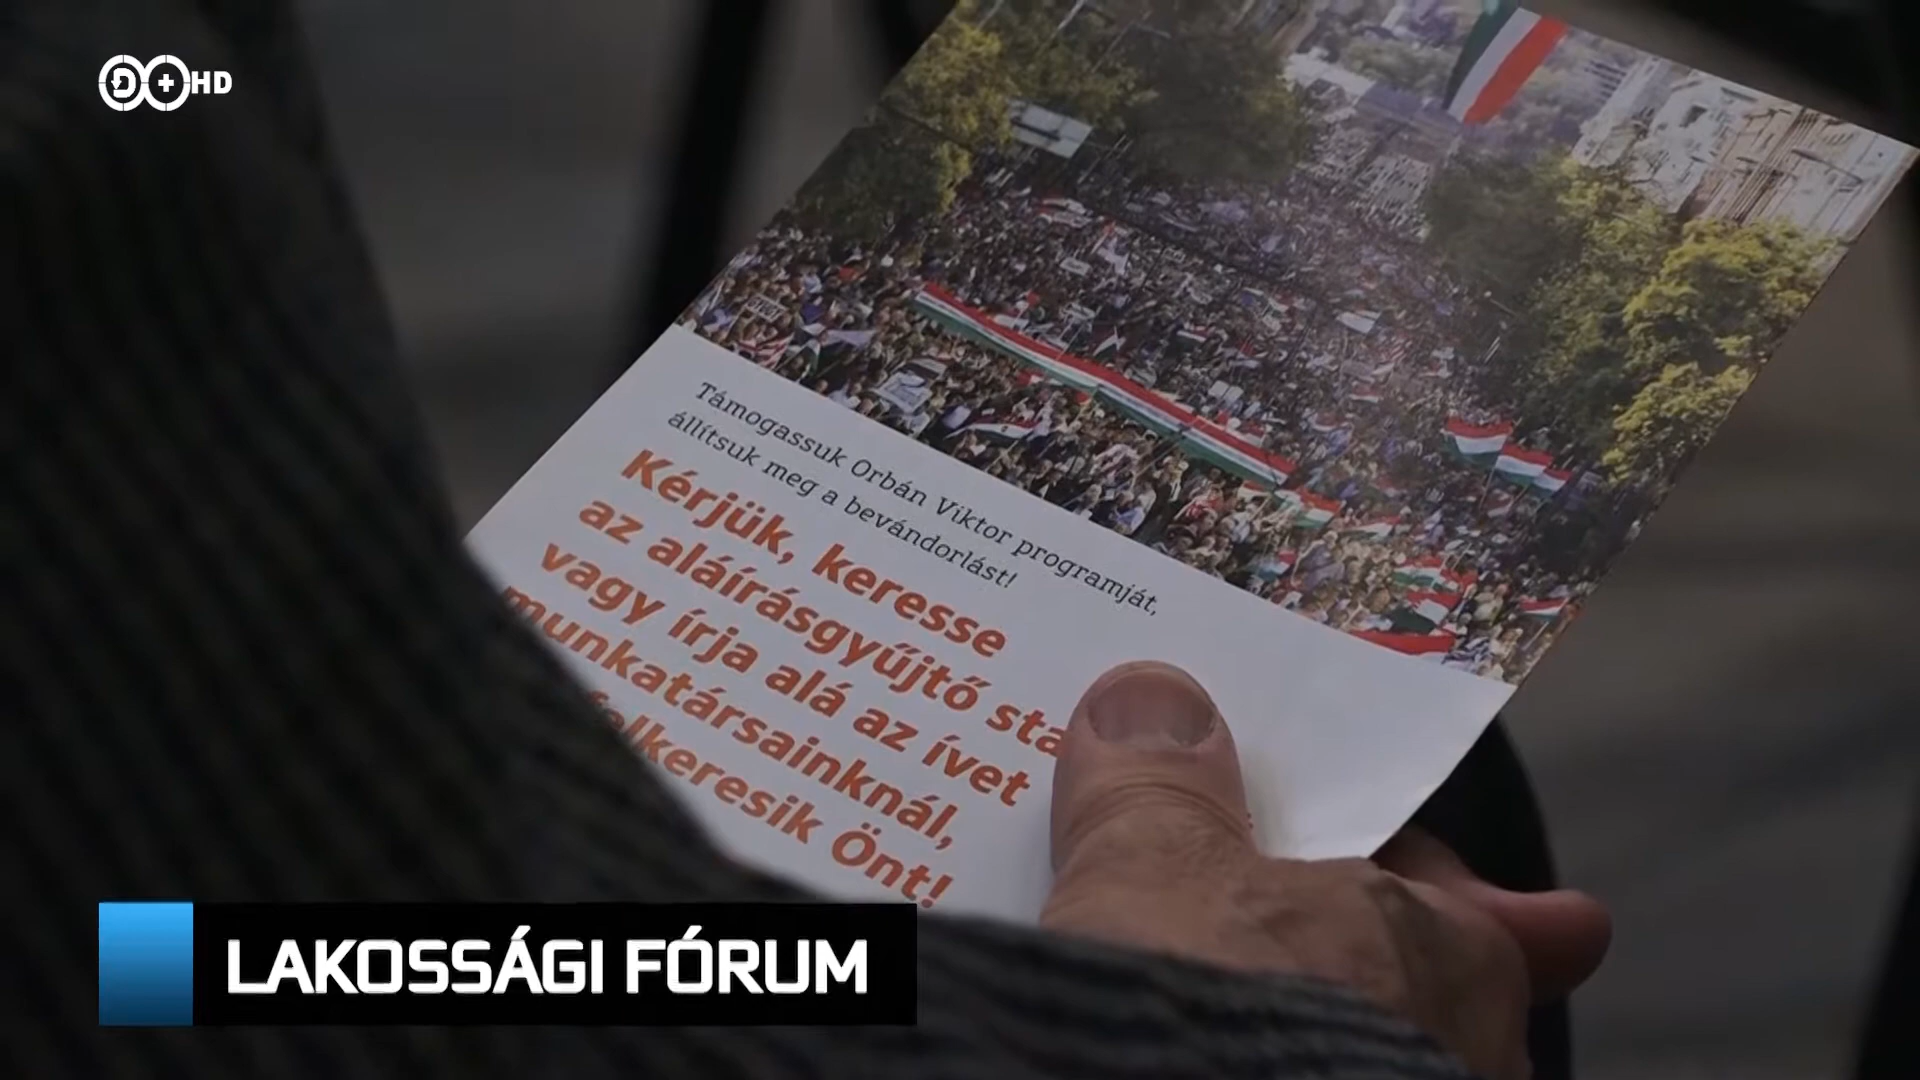 HD
Támogassuk Orbán Viktor programját,
állítsuk meg a bevándorlást!
Kérjük, keresse
az aláírásgyűjtő
vagy írja alá az ívet
munkatársainknál,
felkeresik Önt!
LAKOSSÁGI FÓRUM